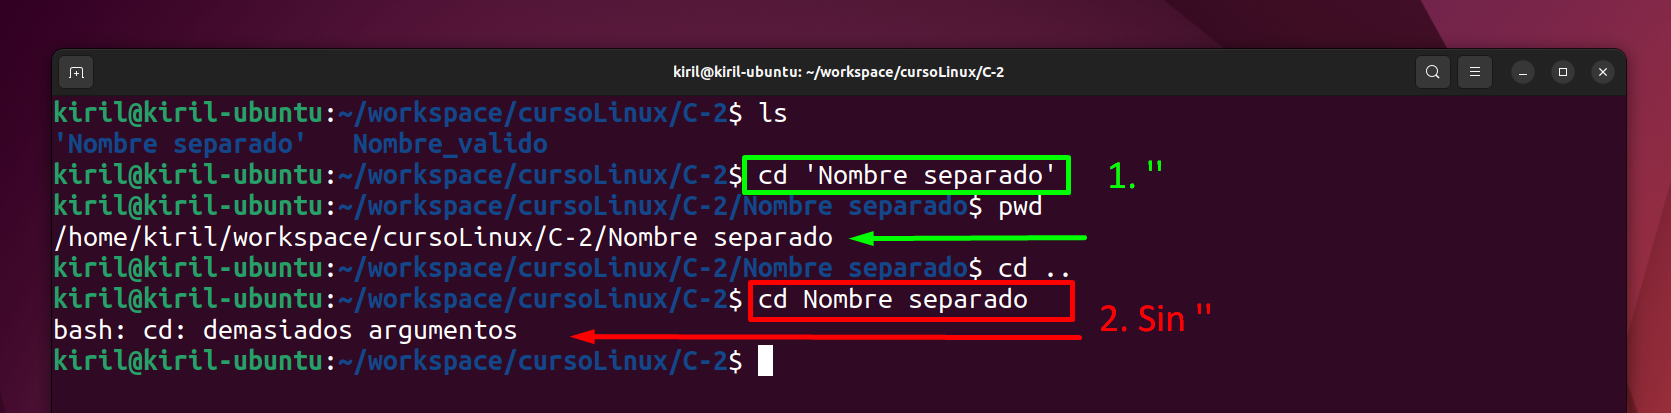 kiril@kiril-ubuntu: ~/workspace/cursoLinux/C-2
kiril@kiril-ubuntu:~/workspace/cursoLinux/C-2$ ls
'Nombre separado'   Nombre_valido
kiril@kiril-ubuntu:~/workspace/cursoLinux/C-2$ cd 'Nombre separado'
1. ''
kiril@kiril-ubuntu:~/workspace/cursoLinux/C-2/Nombre separado$ pwd
/home/kiril/workspace/cursoLinux/C-2/Nombre separado
kiril@kiril-ubuntu:~/workspace/cursoLinux/C-2/Nombre separado$ cd ..
kiril@kiril-ubuntu:~/workspace/cursoLinux/C-2$ cd Nombre separado
2. Sin ''
bash: cd: demasiados argumentos
kiril@kiril-ubuntu:~/workspace/cursoLinux/C-2$